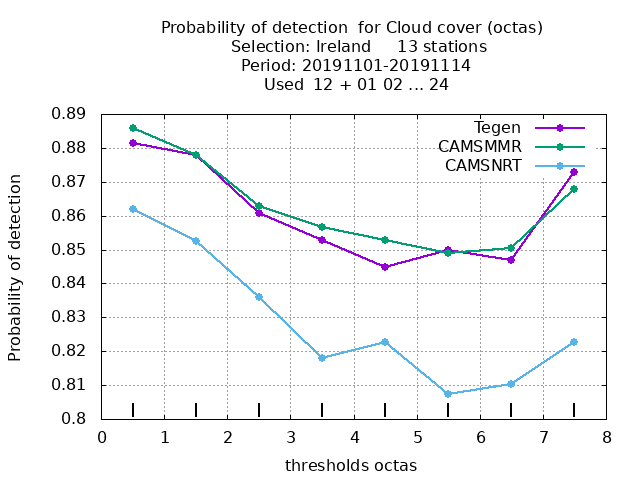 Probability of detection  for Cloud cover (octas)
Selection: Ireland     13 stations
Period: 20191101-20191114
Used  12 + 01 02 ... 24
Tegen
CAMSMMR
CAMSNRT
Probability of detection
0.89
0.88
0.87
0.86
0.85
0.84
0.83
0.82
0.81
0.8
0 1 2 3 4 5 6 7 8
thresholds octas